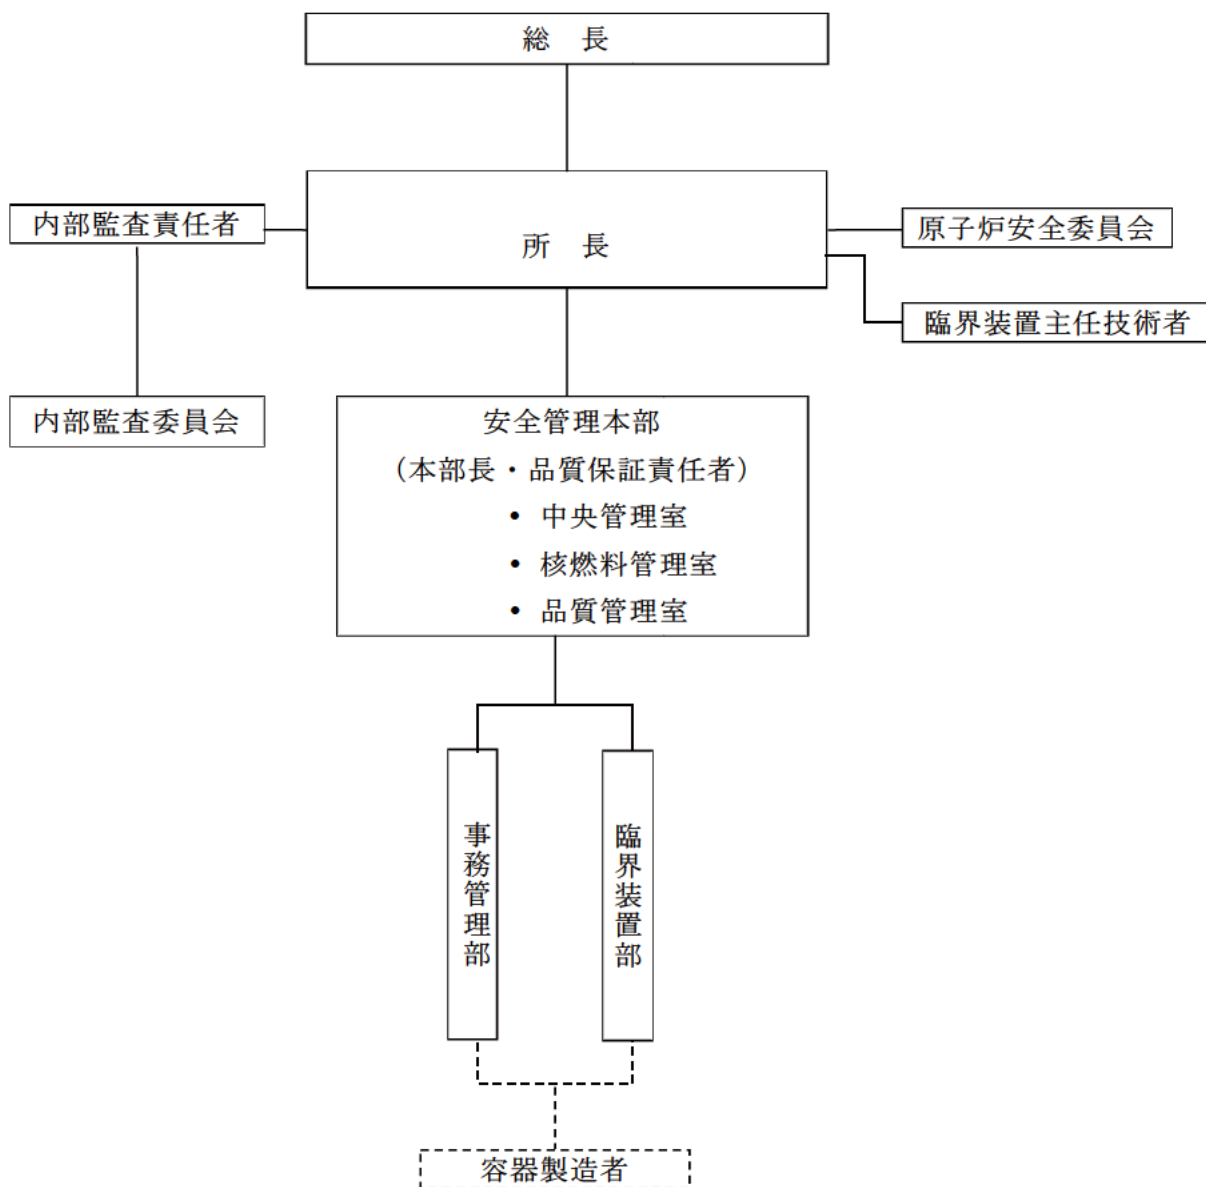 総　長
内部監査責任者
所　長
原子炉安全委員会
臨界装置主任技術者
内部監査委員会
安全管理本部
（本部長・品質保証責任者）
• 中央管理室
• 核燃料管理室
• 品質管理室
事務管理部
臨界装置部
容器製造者